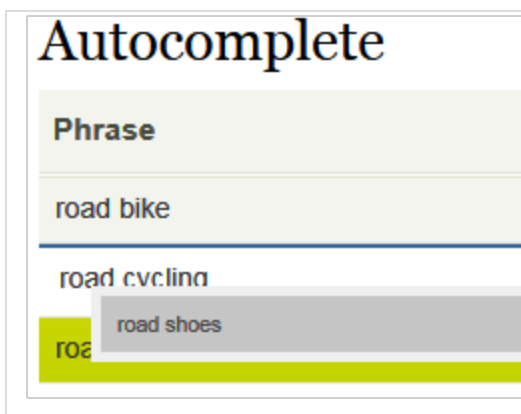 Autocomplete
Phrase
road bike
road cycling
road shoes